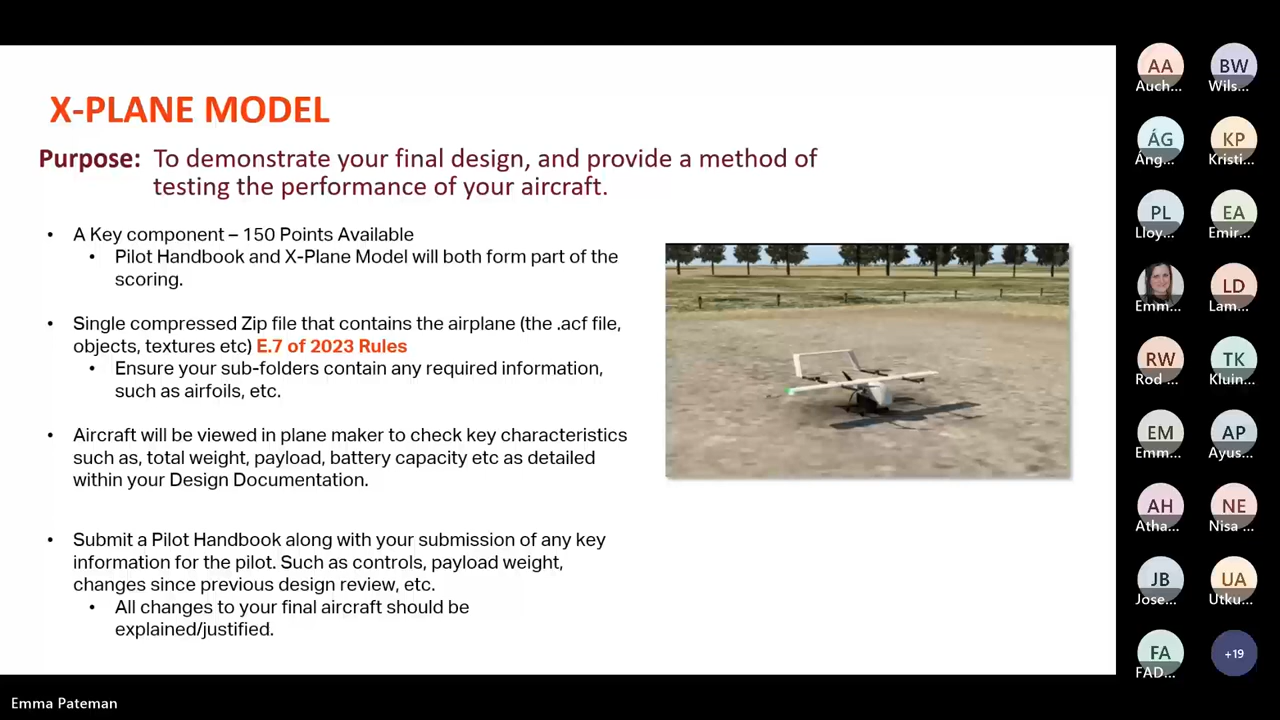 X-PLANE MODEL
Purpose: To demonstrate your final design, and provide a method of
testing the performance of your aircraft.
• A Key component – 150 Points Available
• Pilot Handbook and X-Plane Model will both form part of the
scoring.
• Single compressed Zip file that contains the airplane (the .acf file,
objects, textures etc) E.7 of 2023 Rules
• Ensure your sub-folders contain any required information,
such as airfoils, etc.
• Aircraft will be viewed in plane maker to check key characteristics
such as, total weight, payload, battery capacity etc as detailed
within your Design Documentation.
• Submit a Pilot Handbook along with your submission of any key
information for the pilot. Such as controls, payload weight,
changes since previous design review, etc.
• All changes to your final aircraft should be
explained/justified.
AA BW
Auch... Wils...
ÁG KP
Áng... Kristi...
PL EA
Lloy... Emir...
LD
Emm... Lam...
RW TK
Rod ... Kluin...
EM AP
Emm... Ayus...
AH NE
Atha... Nisa ...
JB UA
Jose... Utku...
FA +19
FAD...
Emma Pateman